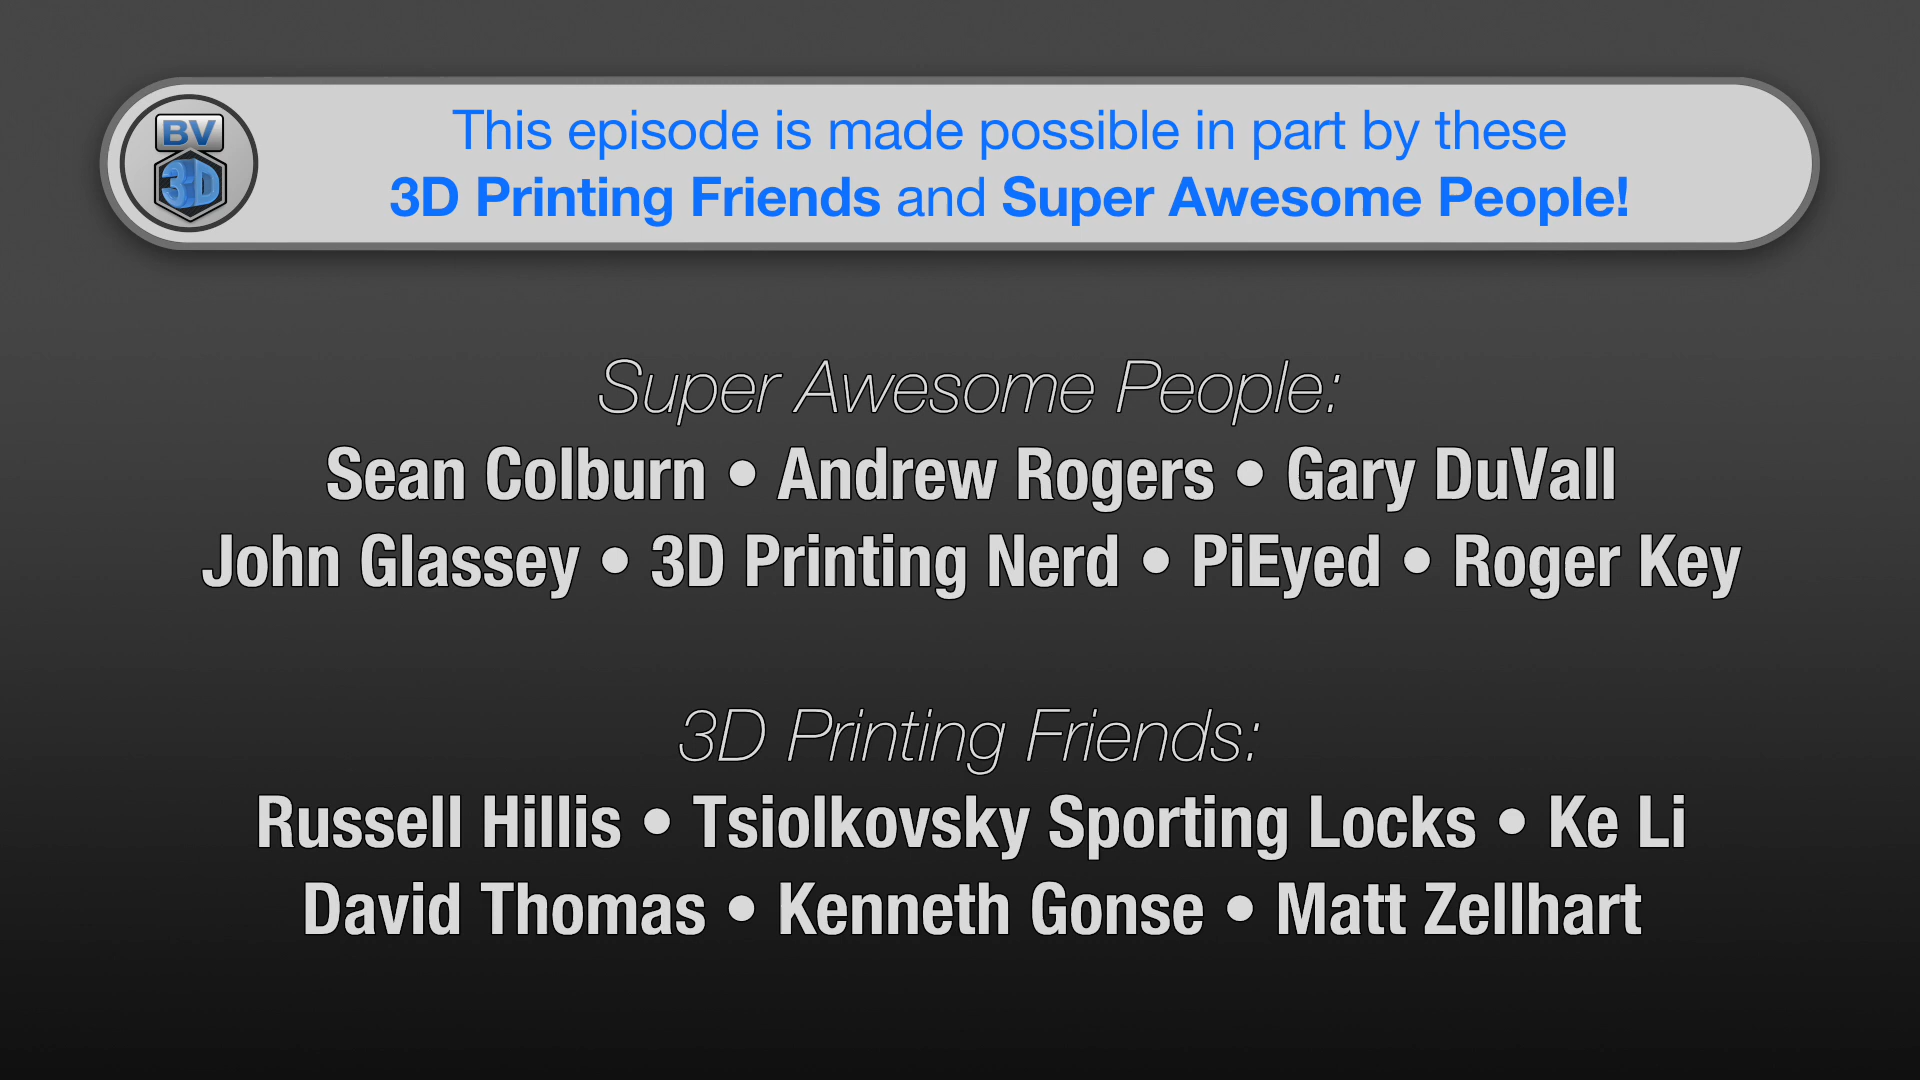 BV
3D
This episode is made possible in part by these
3D Printing Friends and Super Awesome People!
Super Awesome People:
Sean Colburn • Andrew Rogers • Gary DuVall
John Glassey • 3D Printing Nerd • PiEyed • Roger Key
3D Printing Friends:
Russell Hillis • Tsiolkovsky Sporting Locks • Ke Li
David Thomas • Kenneth Gonse • Matt Zellhart